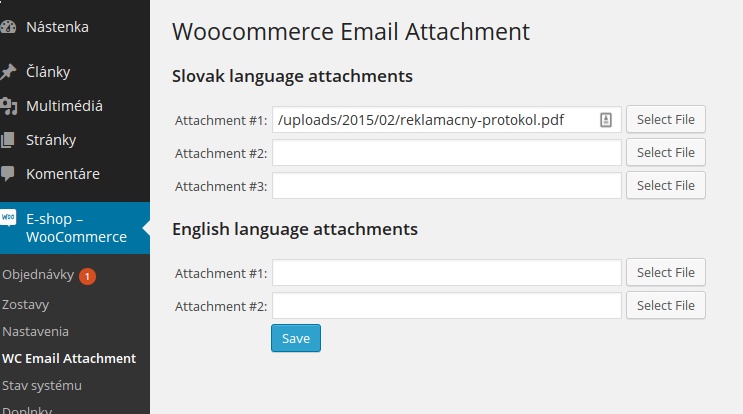 Nástenka
Články
Multimédiá
Stránky
Komentáre
WOO
E-shop –
WooCommerce
Objednávky 1
Zostavy
Nastavenia
WC Email Attachment
Stav systému
Doplnky
Woocommerce Email Attachment
Slovak language attachments
Attachment #1: /uploads/2015/02/reklamacny-protokol.pdf Select File
Attachment #2: Select File
Attachment #3: Select File
English language attachments
Attachment #1: Select File
Attachment #2: Select File
Save